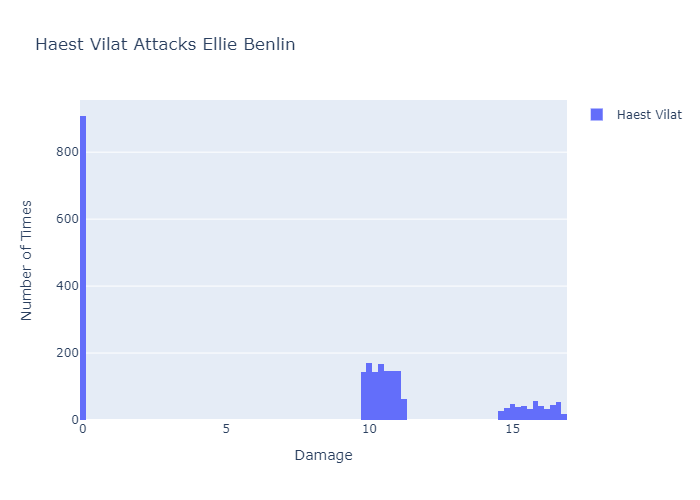 Haest Vilat Attacks Ellie Benlin
Haest Vilat
800
600
400
200
0
0 5 10 15
Number of Times
Damage